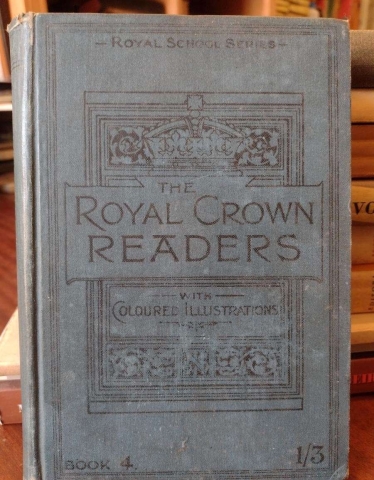 - ROYAL SCHOOL SERIES -
THE
ROYAL CROWN
READERS
WITH
COLOURED ILLUSTRATIONS
BOOK 4.
1/3